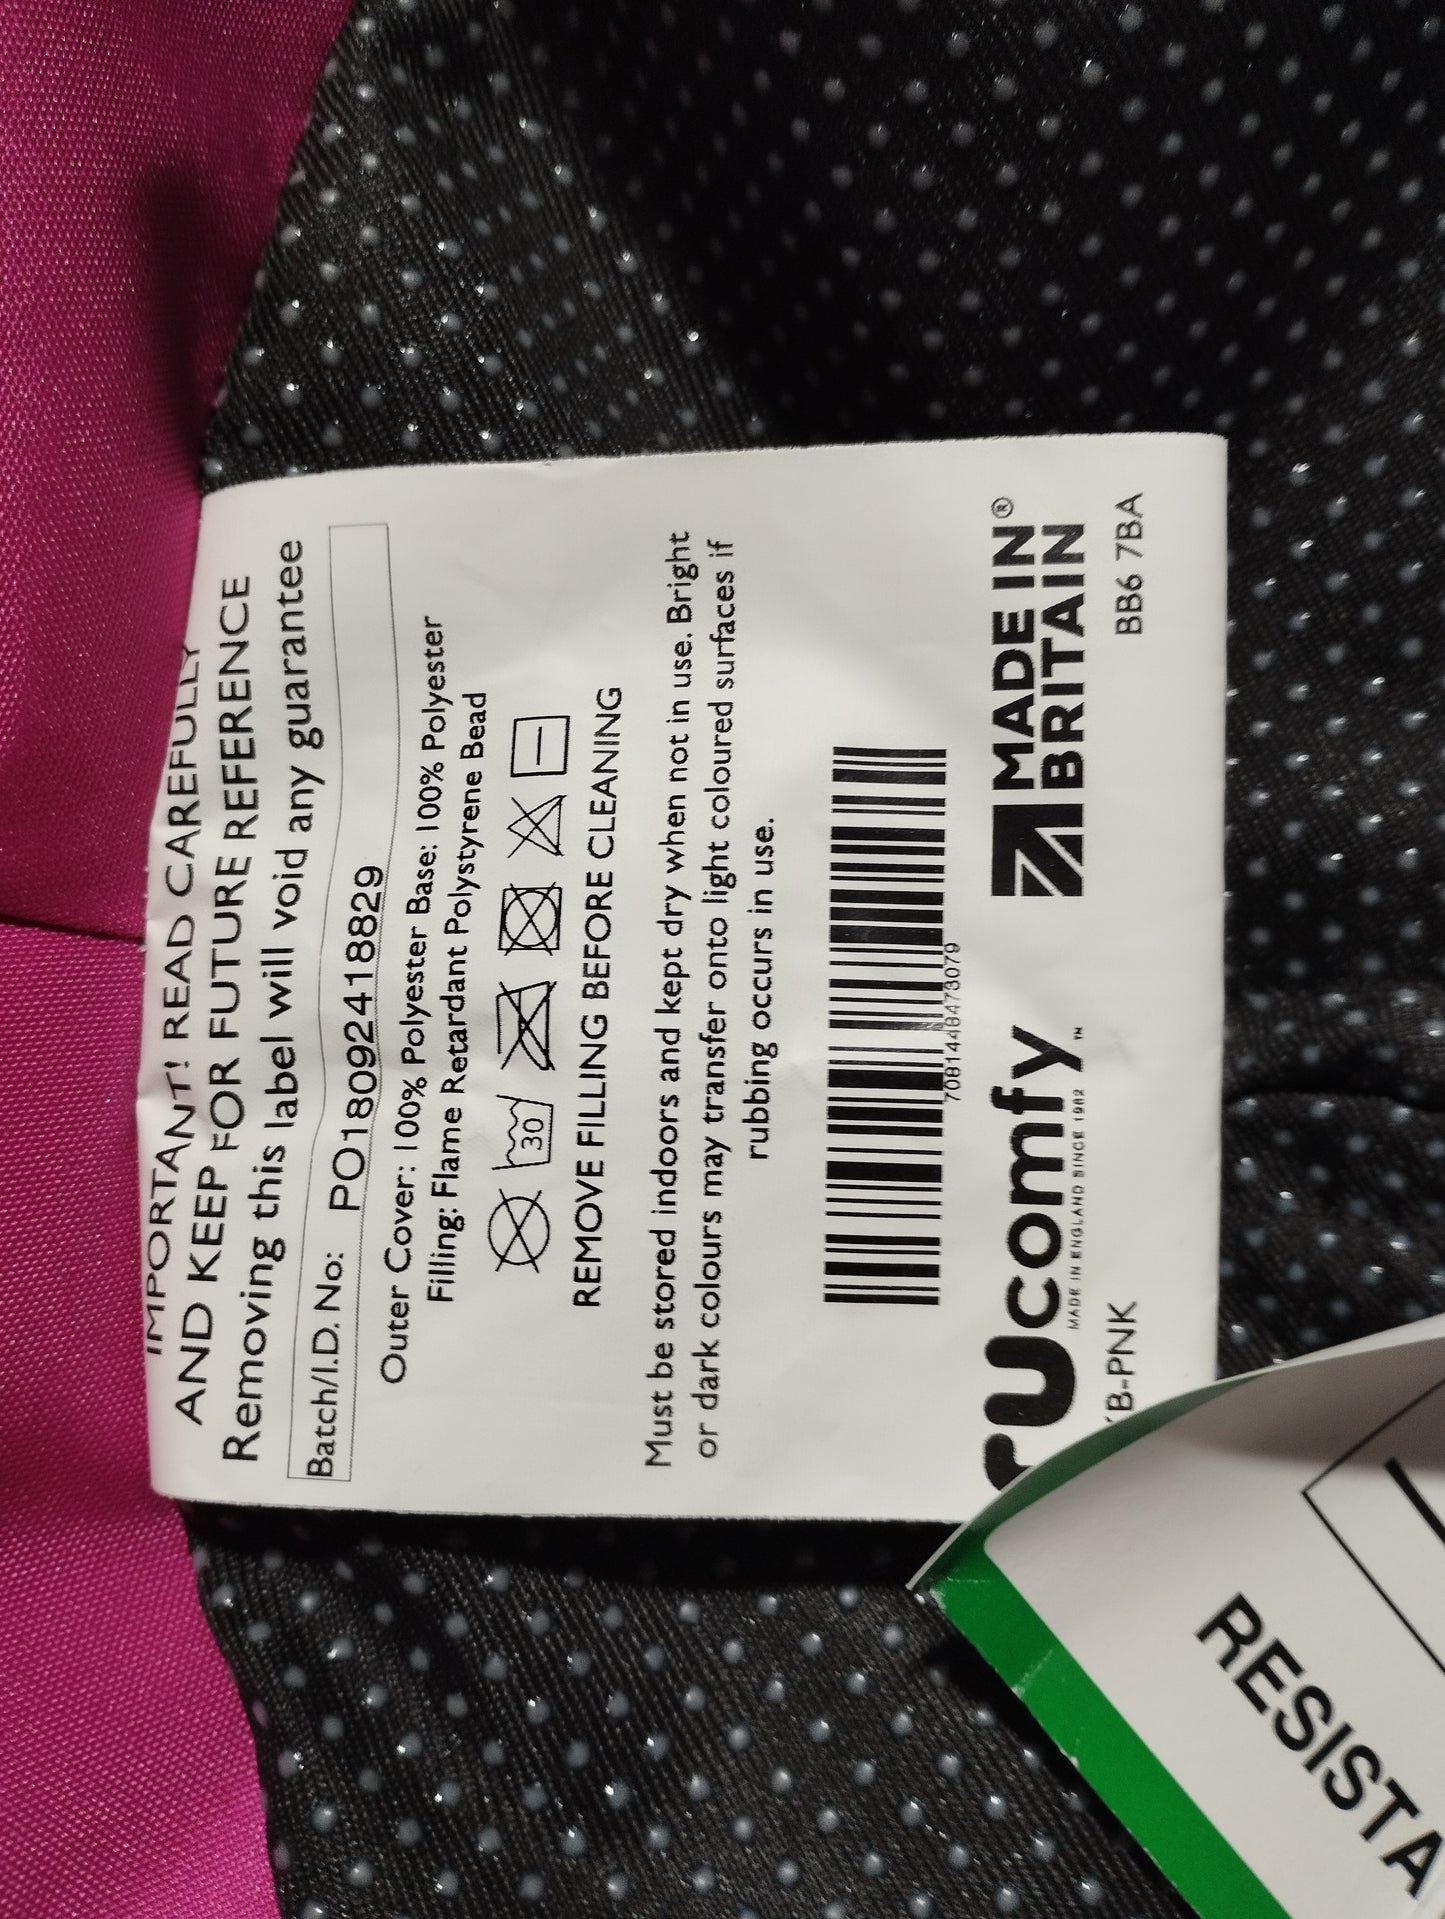 IMPORTANT! READ CAREFULLY
AND KEEP FOR FUTURE REFERENCE
Removing this label will void any guarantee
Batch/I.D. No: PO18092418829
Outer Cover: 100% Polyester Base: 100% Polyester
Filling: Flame Retardant Polystyrene Bead
30
REMOVE FILLING BEFORE CLEANING
Must be stored indoors and kept dry when not in use. Bright
or dark colours may transfer onto light coloured surfaces if
rubbing occurs in use.
7081448473079
rUcomfy™
MADE IN ENGLAND SINCE 1982
MADE IN®
BRITAIN
B-PNK
BB6 7BA
RESISTA